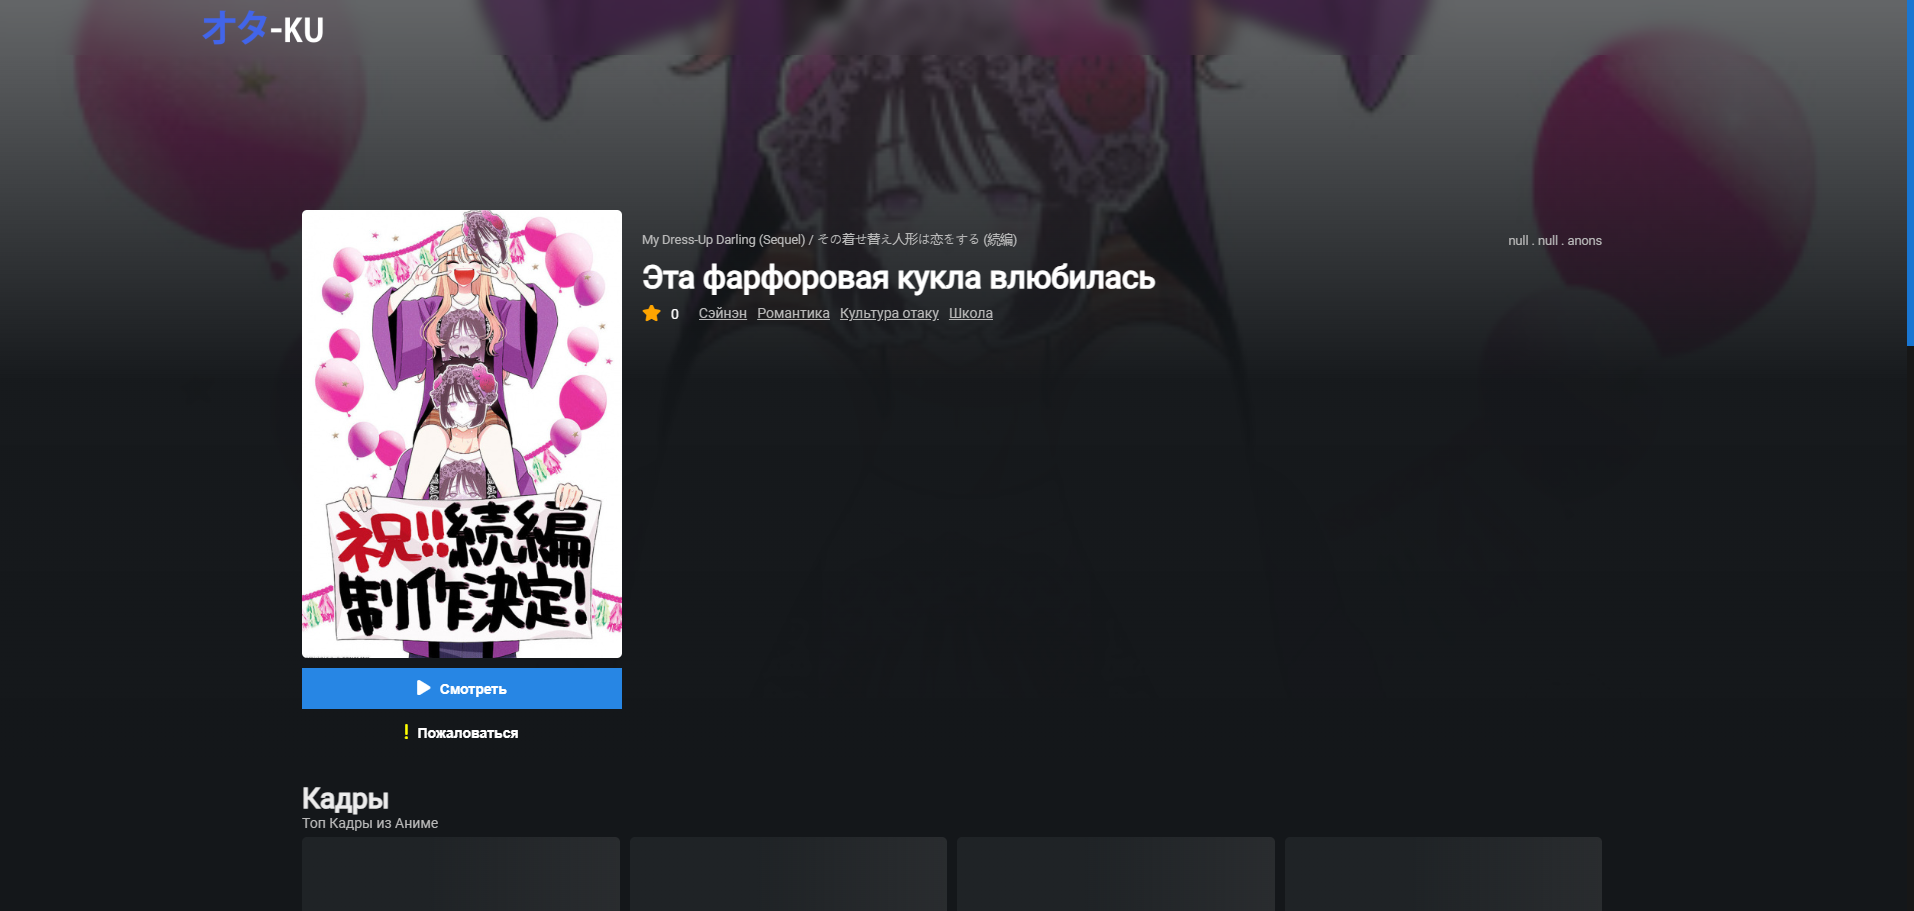 オタ-KU
My Dress-Up Darling (Sequel) / その着せ替え人形は恋をする (続編)
null . null . anons
Эта фарфоровая кукла влюбилась
0 Сэйнэн Романтика Культура отаку Школа
祝!!続編
制作決定!
Смотреть
! Пожаловаться
Кадры
Топ Кадры из Аниме